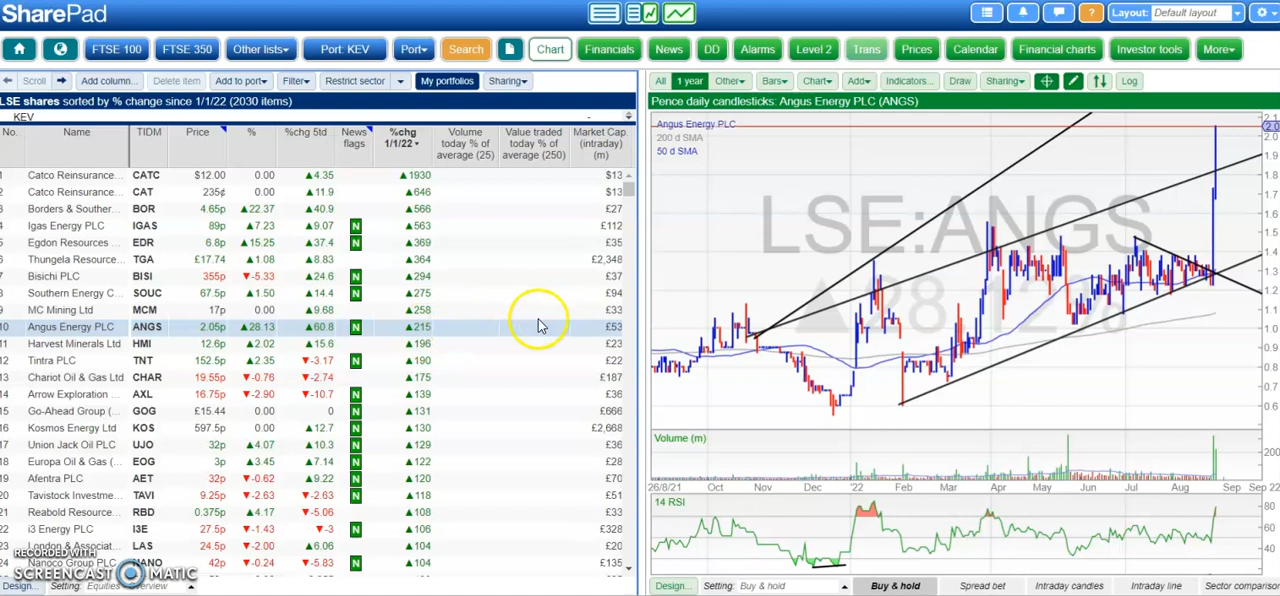 SharePad
Layout: Default layout
FTSE 100 FTSE 350 Other lists Port: KEV Port Search Chart Financials News DD Alarms Level 2 Trans Prices Calendar Financial charts Investor tools More
Scroll Add column... Delete item Add to port Filter Restrict sector My portfolios Sharing
All 1 year Other Bars Chart Add Indicators... Draw Sharing Log
LSE shares sorted by % change since 1/1/22 (2030 items)
Pence daily candlesticks: Angus Energy PLC (ANGS)
KEV -
No. Name TIDM Price % %chg 5td News flags %chg 1/1/22 Volume today % of average (25) Value traded today % of average (250) Market Cap. (intraday) (m)
1 Catco Reinsurance... CATC $12.00 0.00 ▲4.35 ▲1930 $13
2 Catco Reinsurance... CAT 235¢ 0.00 ▲11.9 ▲646 $13
3 Borders & Souther... BOR 4.65p ▲22.37 ▲40.9 ▲566 £27
4 Igas Energy PLC IGAS 89p ▲7.23 ▲9.07 N ▲563 £112
5 Egdon Resources ... EDR 6.8p ▲15.25 ▲37.4 N ▲369 £35
6 Thungela Resource... TGA £17.74 ▲1.08 ▲8.83 ▲364 £2,348
7 Bisichi PLC BISI 355p ▼-5.33 ▲24.6 N ▲294 £37
8 Southern Energy C... SOUC 67.5p ▲1.50 ▲14.4 N ▲275 £94
9 MC Mining Ltd MCM 17p 0.00 ▲9.68 ▲258 £33
10 Angus Energy PLC ANGS 2.05p ▲28.13 ▲60.8 N ▲215 £53
11 Harvest Minerals Ltd HMI 12.6p ▲2.02 ▲15.6 ▲196 £23
12 Tintra PLC TNT 152.5p ▲2.35 ▼-3.17 N ▲190 £22
13 Chariot Oil & Gas Ltd CHAR 19.55p ▼-0.76 ▼-2.74 ▲175 £187
14 Arrow Exploration ... AXL 16.75p ▼-2.90 ▼-10.7 N ▲139 £36
15 Go-Ahead Group (... GOG £15.44 0.00 0 N ▲131 £666
16 Kosmos Energy Ltd KOS 597.5p 0.00 ▲12.7 N ▲130 £2,668
17 Union Jack Oil PLC UJO 32p ▲4.07 ▲10.3 N ▲129 £36
18 Europa Oil & Gas (... EOG 3p ▲3.45 ▲7.14 N ▲122 £28
19 Afentra PLC AET 32p ▼-0.62 ▲9.22 N ▲120 £70
20 Tavistock Investme... TAVI 9.25p ▼-2.63 ▼-2.63 N ▲118 £51
21 Reabold Resource... RBD 0.375p ▲4.17 ▼-5.06 N ▲108 £33
22 i3 Energy PLC I3E 27.5p ▼-1.43 ▼-3 N ▲106 £328
23 London & Associat... LAS 24.5p ▼-2.00 ▲6.06 ▲104 £20
24 Nanoco Group PLC NANO 42p ▼-0.24 ▼-5.83 N ▲104 £135
RECORDED WITH
SCREENCAST MATIC
Design... Setting: Equities Overview
Angus Energy PLC
200 d SMA
50 d SMA
LSE:ANGS
▲28.13
2.1
2.0
1.9
1.8
1.7
1.6
1.5
1.4
1.3
1.2
1.1
1.0
0.9
0.8
0.7
0.6
Volume (m)
200
26/8/21 Oct Nov Dec '22 Feb Mar Apr May Jun Jul Aug Sep Sep 22
14 RSI
80
60
40
Design... Setting: Buy & hold Buy & hold Spread bet Intraday candles Intraday line Sector comparison